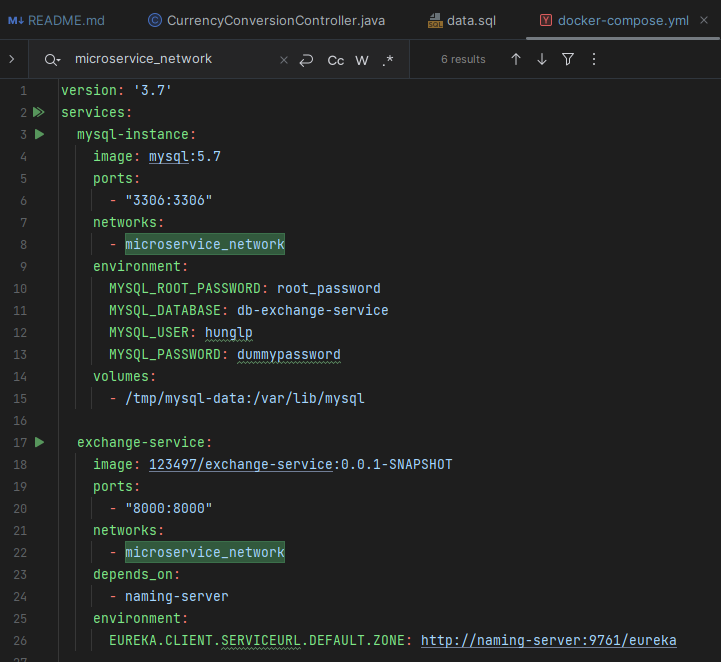 README.md CurrencyConversionController.java data.sql docker-compose.yml
microservice_network Cc W .* 6 results
1 version: '3.7'
2 services:
3 mysql-instance:
4 image: mysql:5.7
5 ports:
6 - "3306:3306"
7 networks:
8 - microservice_network
9 environment:
10 MYSQL_ROOT_PASSWORD: root_password
11 MYSQL_DATABASE: db-exchange-service
12 MYSQL_USER: hunglp
13 MYSQL_PASSWORD: dummypassword
14 volumes:
15 - /tmp/mysql-data:/var/lib/mysql
16
17 exchange-service:
18 image: 123497/exchange-service:0.0.1-SNAPSHOT
19 ports:
20 - "8000:8000"
21 networks:
22 - microservice_network
23 depends_on:
24 - naming-server
25 environment:
26 EUREKA.CLIENT.SERVICEURL.DEFAULT.ZONE: http://naming-server:9761/eureka
27